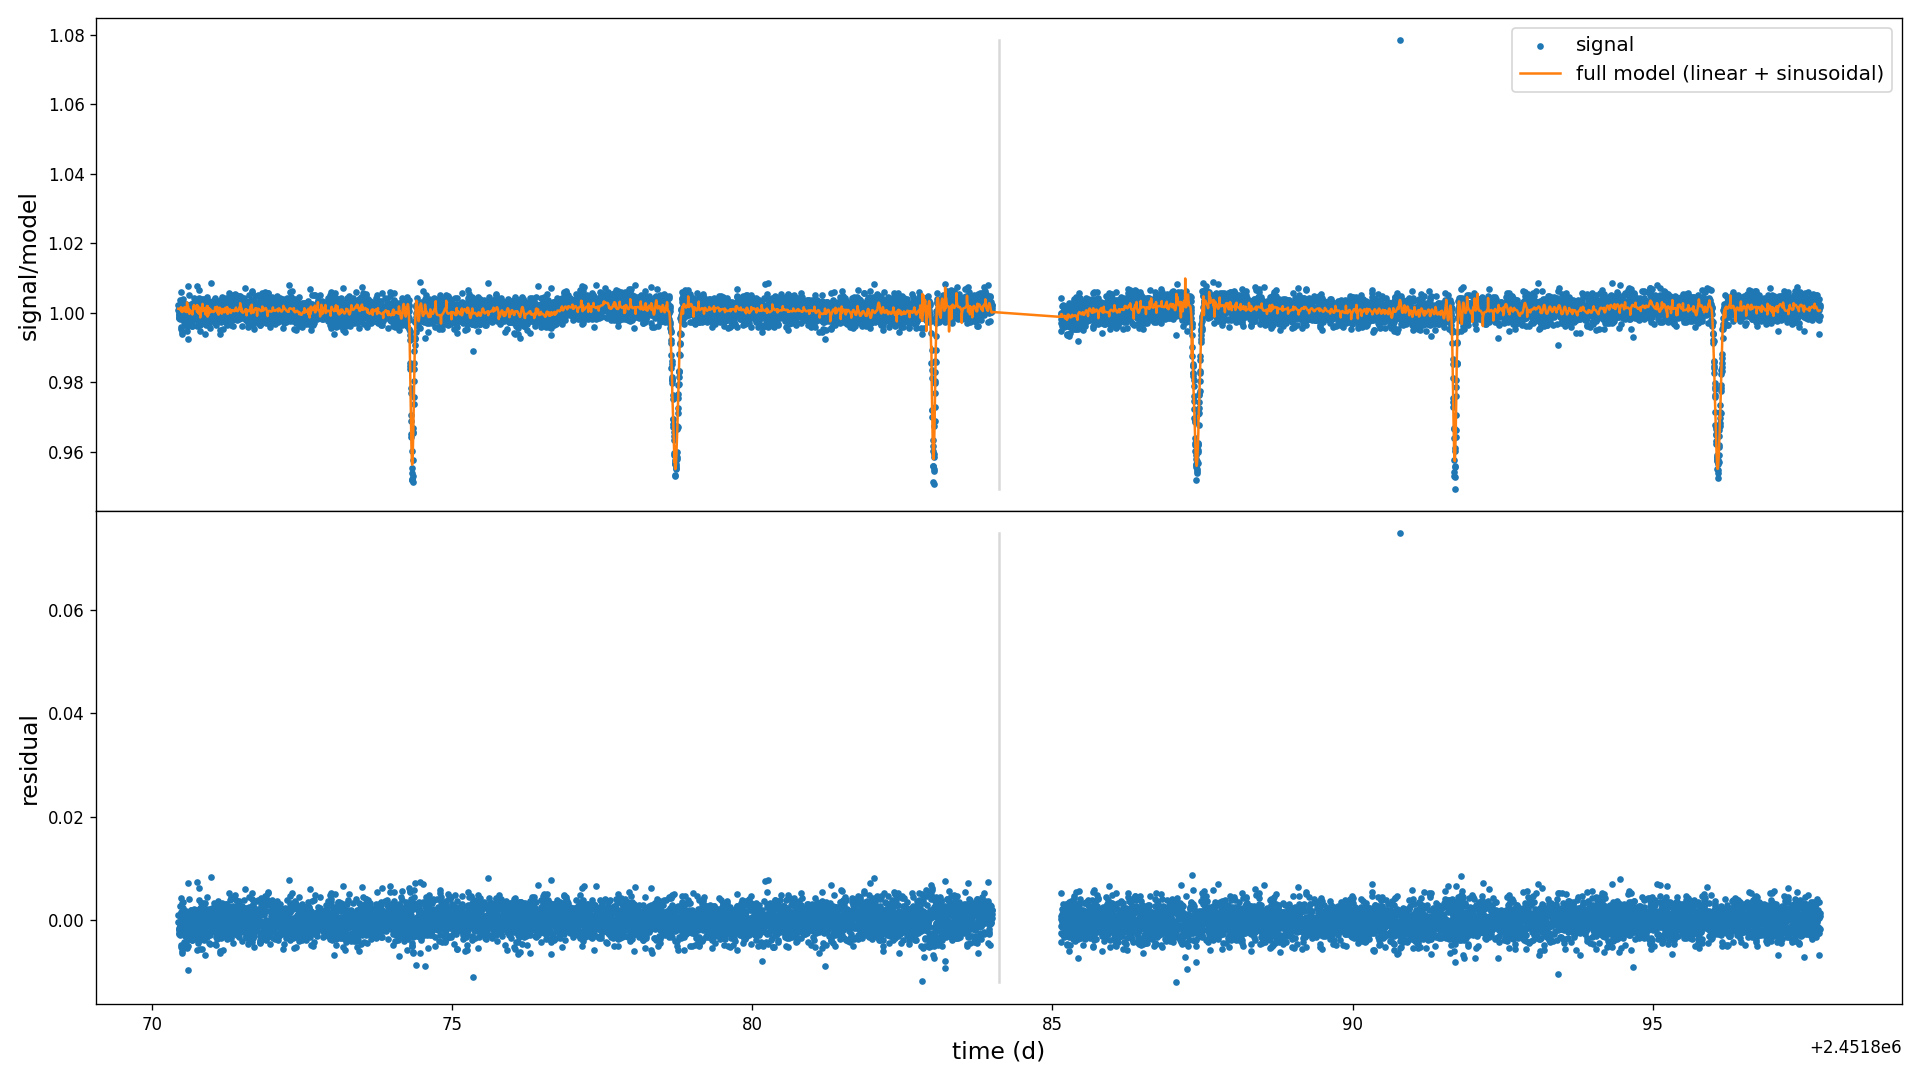 signal/model
1.08
1.06
1.04
1.02
1.00
0.98
0.96
signal
full model (linear + sinusoidal)
residual
0.06
0.04
0.02
0.00
70
75
80
85
90
95
time (d)
+2.4518e6